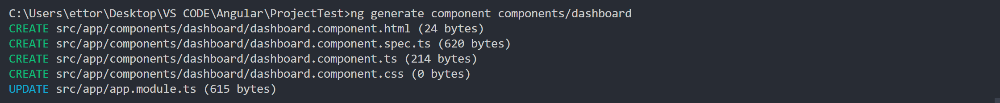 C:\Users\ettor\Desktop\VS CODE\Angular\ProjectTest>ng generate component components/dashboard
CREATE src/app/components/dashboard/dashboard.component.html (24 bytes)
CREATE src/app/components/dashboard/dashboard.component.spec.ts (620 bytes)
CREATE src/app/components/dashboard/dashboard.component.ts (214 bytes)
CREATE src/app/components/dashboard/dashboard.component.css (0 bytes)
UPDATE src/app/app.module.ts (615 bytes)